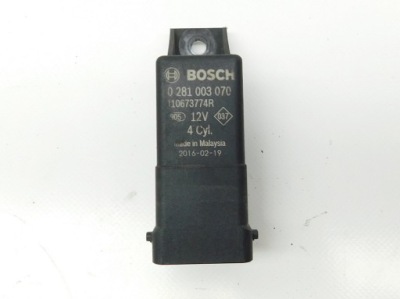 BOSCH
0 281 003 070
110673774R
12V 037
4 Cyl.
Made in Malaysia
2016-02-19